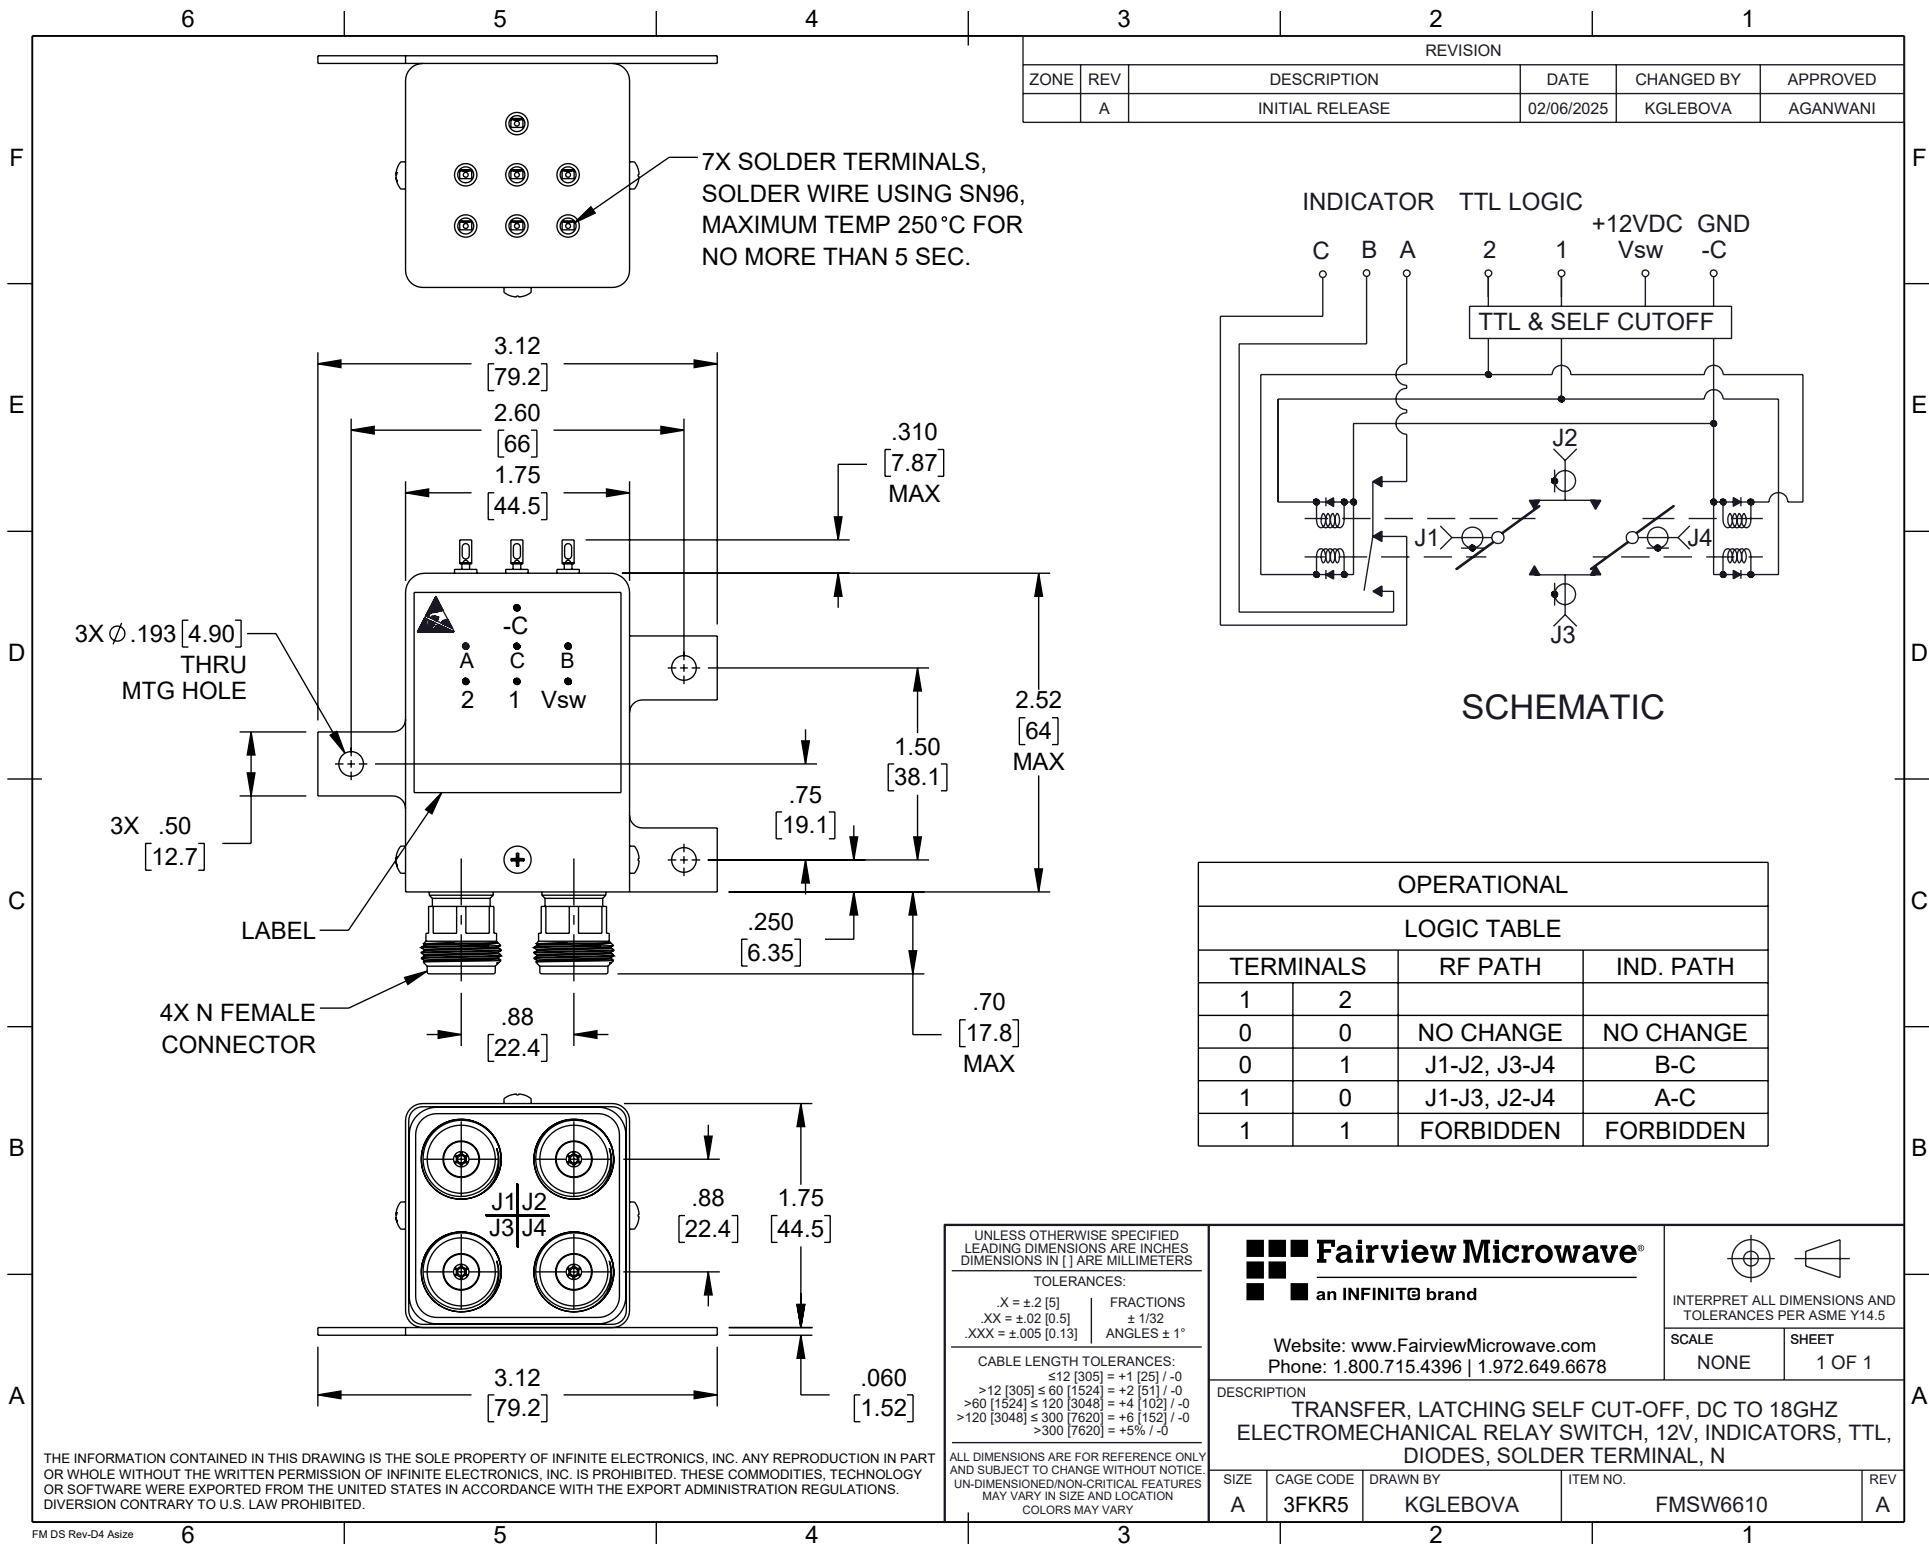 6 5 4 3 2 1
REVISION
ZONE REV DESCRIPTION DATE CHANGED BY APPROVED
A INITIAL RELEASE 02/06/2025 KGLEBOVA AGANWANI
F F
7X SOLDER TERMINALS,
SOLDER WIRE USING SN96,
MAXIMUM TEMP 250°C FOR
NO MORE THAN 5 SEC.
INDICATOR TTL LOGIC
+12VDC GND
C B A 2 1 Vsw -C
TTL & SELF CUTOFF
J2
J1 J4
J3
SCHEMATIC
E E
3.12
[79.2]
2.60
[66]
1.75
[44.5]
.310
[7.87]
MAX
D D
3X Ø .193 [4.90]
THRU
MTG HOLE
-C
A C B
2 1 Vsw
2.52
[64]
MAX
1.50
[38.1]
.75
[19.1]
3X .50
[12.7]
C C
LABEL
.250
[6.35]
4X N FEMALE
CONNECTOR
.88
[22.4]
.70
[17.8]
MAX
OPERATIONAL
LOGIC TABLE
TERMINALS RF PATH IND. PATH
1 2
0 0 NO CHANGE NO CHANGE
0 1 J1-J2, J3-J4 B-C
1 0 J1-J3, J2-J4 A-C
1 1 FORBIDDEN FORBIDDEN
B B
J1 J2
J3 J4
.88
[22.4]
1.75
[44.5]
3.12
[79.2]
.060
[1.52]
A A
UNLESS OTHERWISE SPECIFIED
LEADING DIMENSIONS ARE INCHES
DIMENSIONS IN [ ] ARE MILLIMETERS
TOLERANCES:
.X = ±.2 [5] FRACTIONS
.XX = ±.02 [0.5] ± 1/32
.XXX = ±.005 [0.13] ANGLES ± 1°
CABLE LENGTH TOLERANCES:
≤12 [305] = +1 [25] / -0
>12 [305] ≤ 60 [1524] = +2 [51] / -0
>60 [1524] ≤ 120 [3048] = +4 [102] / -0
>120 [3048] ≤ 300 [7620] = +6 [152] / -0
>300 [7620] = +5% / -0
ALL DIMENSIONS ARE FOR REFERENCE ONLY
AND SUBJECT TO CHANGE WITHOUT NOTICE.
UN-DIMENSIONED/NON-CRITICAL FEATURES
MAY VARY IN SIZE AND LOCATION
COLORS MAY VARY
Fairview Microwave®
an INFINITe brand
Website: www.FairviewMicrowave.com
Phone: 1.800.715.4396 | 1.972.649.6678
INTERPRET ALL DIMENSIONS AND
TOLERANCES PER ASME Y14.5
SCALE SHEET
NONE 1 OF 1
DESCRIPTION
TRANSFER, LATCHING SELF CUT-OFF, DC TO 18GHZ
ELECTROMECHANICAL RELAY SWITCH, 12V, INDICATORS, TTL,
DIODES, SOLDER TERMINAL, N
SIZE CAGE CODE DRAWN BY ITEM NO. REV
A 3FKR5 KGLEBOVA FMSW6610 A
THE INFORMATION CONTAINED IN THIS DRAWING IS THE SOLE PROPERTY OF INFINITE ELECTRONICS, INC. ANY REPRODUCTION IN PART
OR WHOLE WITHOUT THE WRITTEN PERMISSION OF INFINITE ELECTRONICS, INC. IS PROHIBITED. THESE COMMODITIES, TECHNOLOGY
OR SOFTWARE WERE EXPORTED FROM THE UNITED STATES IN ACCORDANCE WITH THE EXPORT ADMINISTRATION REGULATIONS.
DIVERSION CONTRARY TO U.S. LAW PROHIBITED.
FM DS Rev-D4 Asize
6 5 4 3 2 1